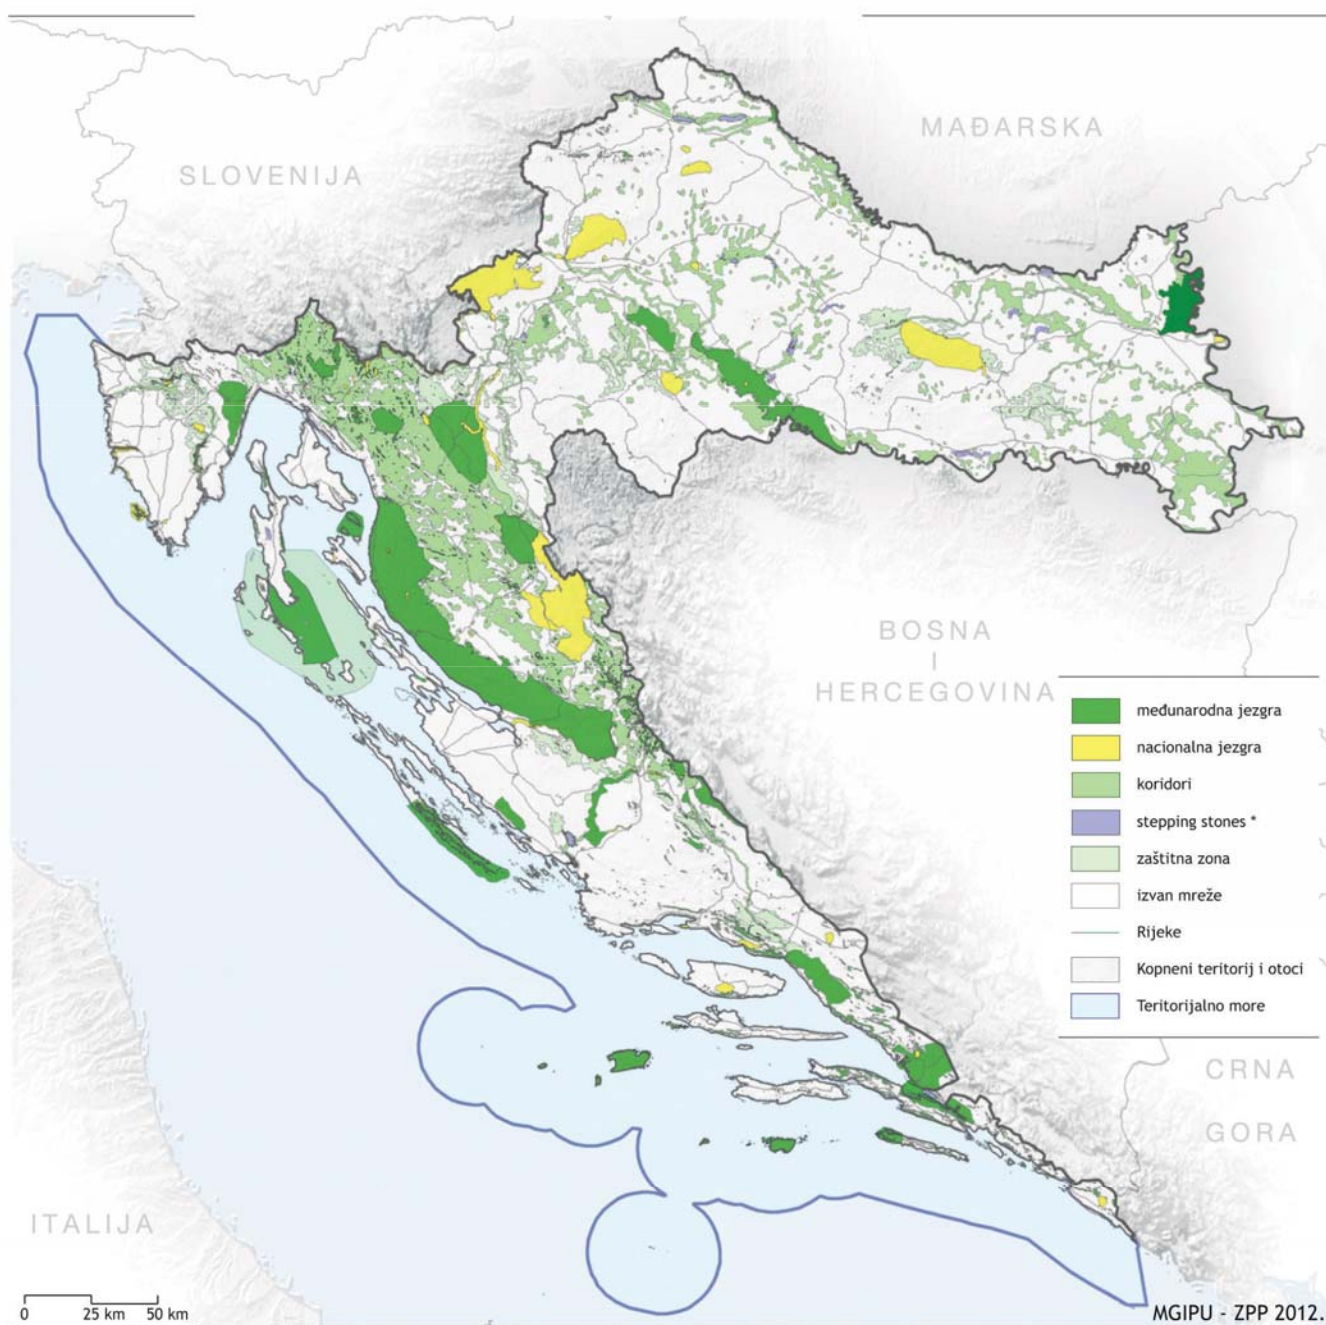 MAĐARSKA
SLOVENIJA
BOSNA
I
HERCEGOVINA
međunarodna jezgra
nacionalna jezgra
koridori
stepping stones *
zaštitna zona
izvan mreže
Rijeke
Kopneni teritorij i otoci
Teritorijalno more
CRNA
GORA
ITALIJA
0 25 km 50 km
MGIPU - ZPP 2012.